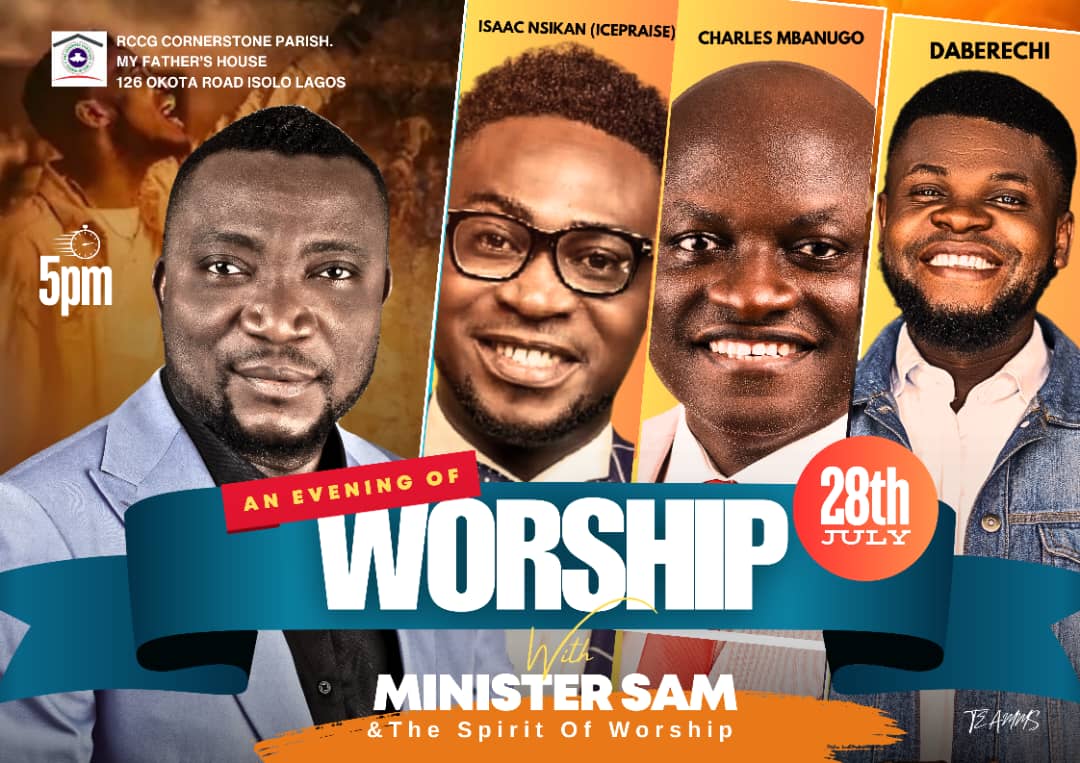 RCCG CORNERSTONE PARISH.
MY FATHER'S HOUSE
126 OKOTA ROAD ISOLO LAGOS
ISAAC NSIKAN (ICEPRAISE)
CHARLES MBANUGO
DABERECHI
5pm
AN EVENING OF
WORSHIP
28th
JULY
With
MINISTER SAM
&The Spirit Of Worship